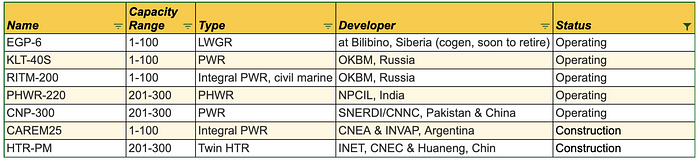 Name Capacity Range Type Developer Status
EGP-6 1-100 LWGR at Bilibino, Siberia (cogen, soon to retire) Operating
KLT-40S 1-100 PWR OKBM, Russia Operating
RITM-200 1-100 Integral PWR, civil marine OKBM, Russia Operating
PHWR-220 201-300 PHWR NPCIL, India Operating
CNP-300 201-300 PWR SNERDI/CNNC, Pakistan & China Operating
CAREM25 1-100 Integral PWR CNEA & INVAP, Argentina Construction
HTR-PM 201-300 Twin HTR INET, CNEC & Huaneng, Chin Construction